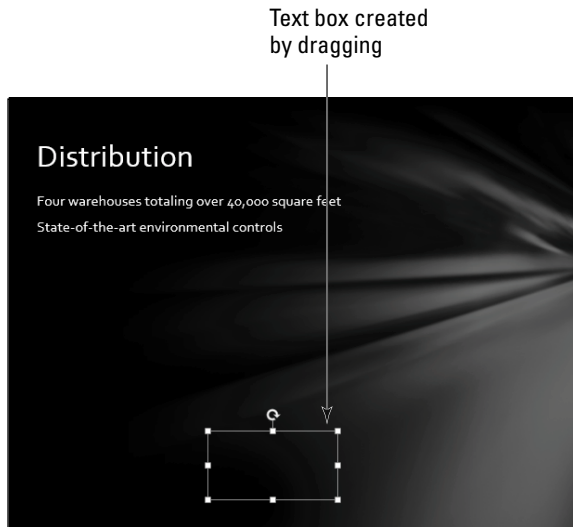 Text box created
by dragging
Distribution
Four warehouses totaling over 40,000 square feet
State-of-the-art environmental controls